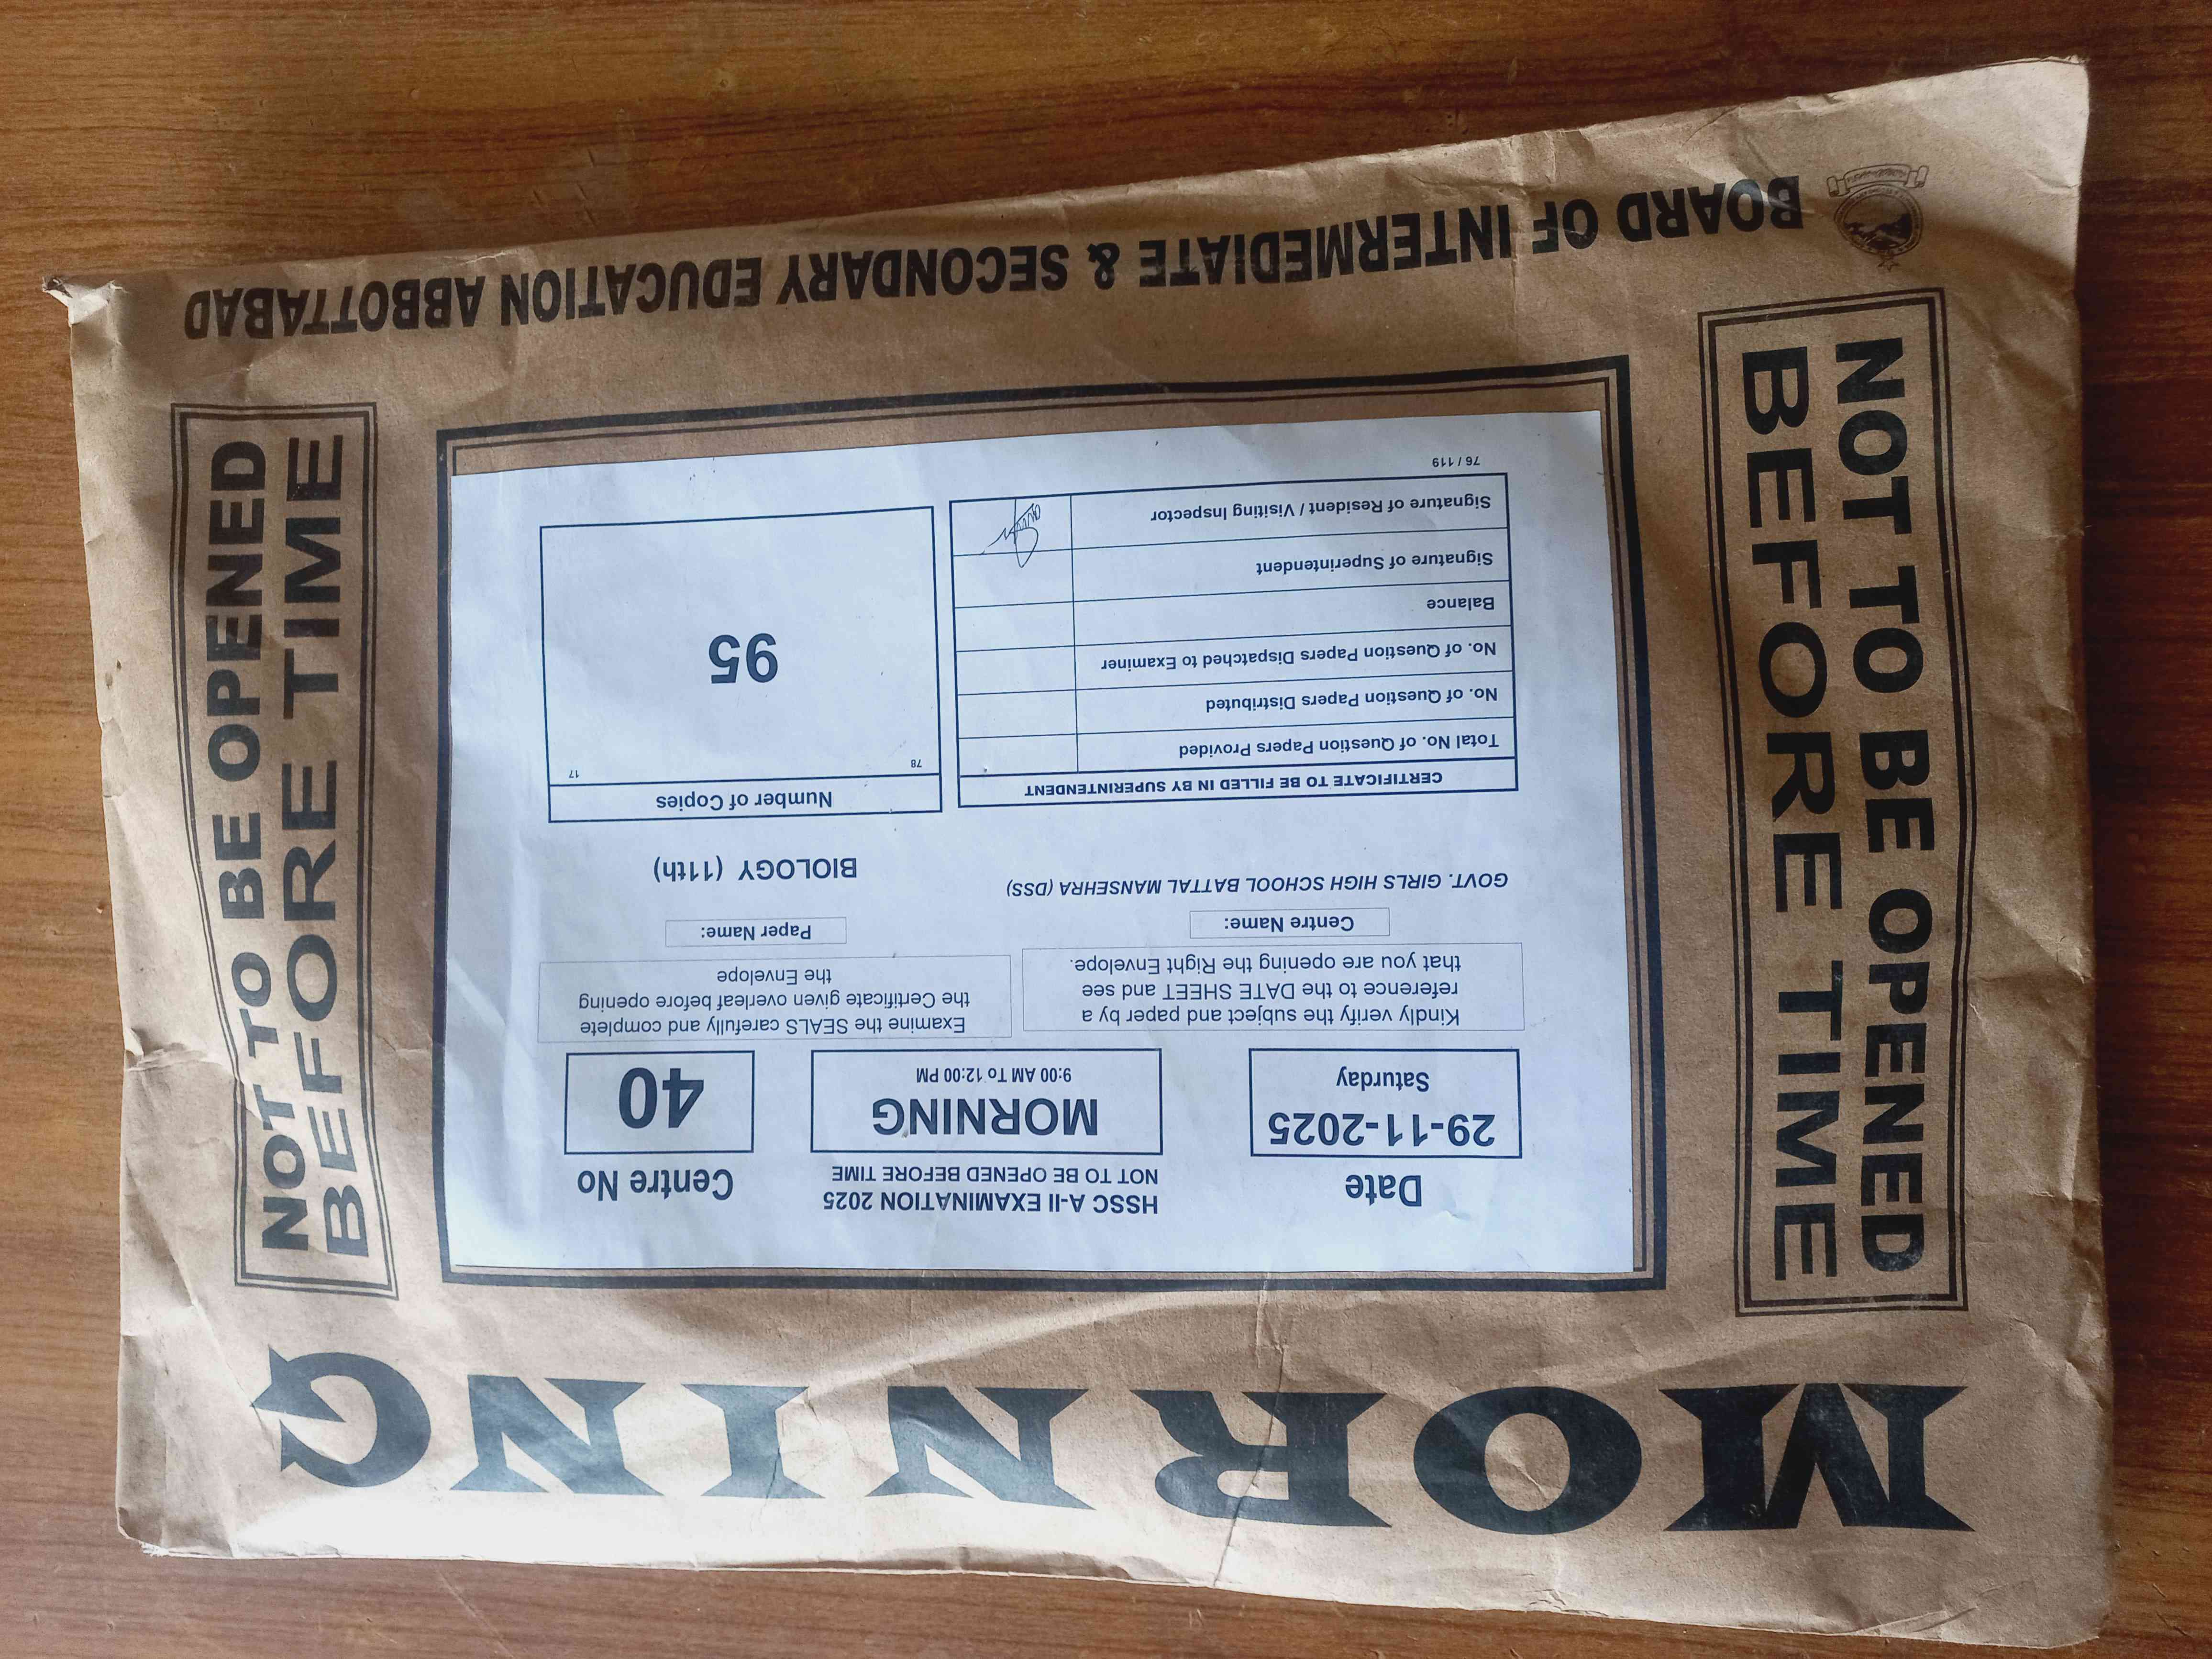 MORNING
NOT TO BE OPENED
BEFORE TIME
NOT TO BE OPENED
BEFORE TIME
Date
29-11-2025
Saturday
HSSC A-II EXAMINATION 2025
NOT TO BE OPENED BEFORE TIME
MORNING
9:00 AM To 12:00 PM
Centre No
40
Kindly verify the subject and paper by a
reference to the DATE SHEET and see
that you are opening the Right Envelope.
Examine the SEALS carefully and complete
the Certificate given overleaf before opening
the Envelope
Centre Name:
GOVT. GIRLS HIGH SCHOOL BATTAL MANSEHRA (DSS)
Paper Name:
BIOLOGY (11th)
CERTIFICATE TO BE FILLED IN BY SUPERINTENDENT
Total No. of Question Papers Provided
No. of Question Papers Distributed
No. of Question Papers Dispatched to Examiner
Balance
Signature of Superintendent
Signature of Resident / Visiting Inspector
76 / 119
Number of Copies
78 17
95
BOARD OF INTERMEDIATE & SECONDARY EDUCATION ABBOTTABAD